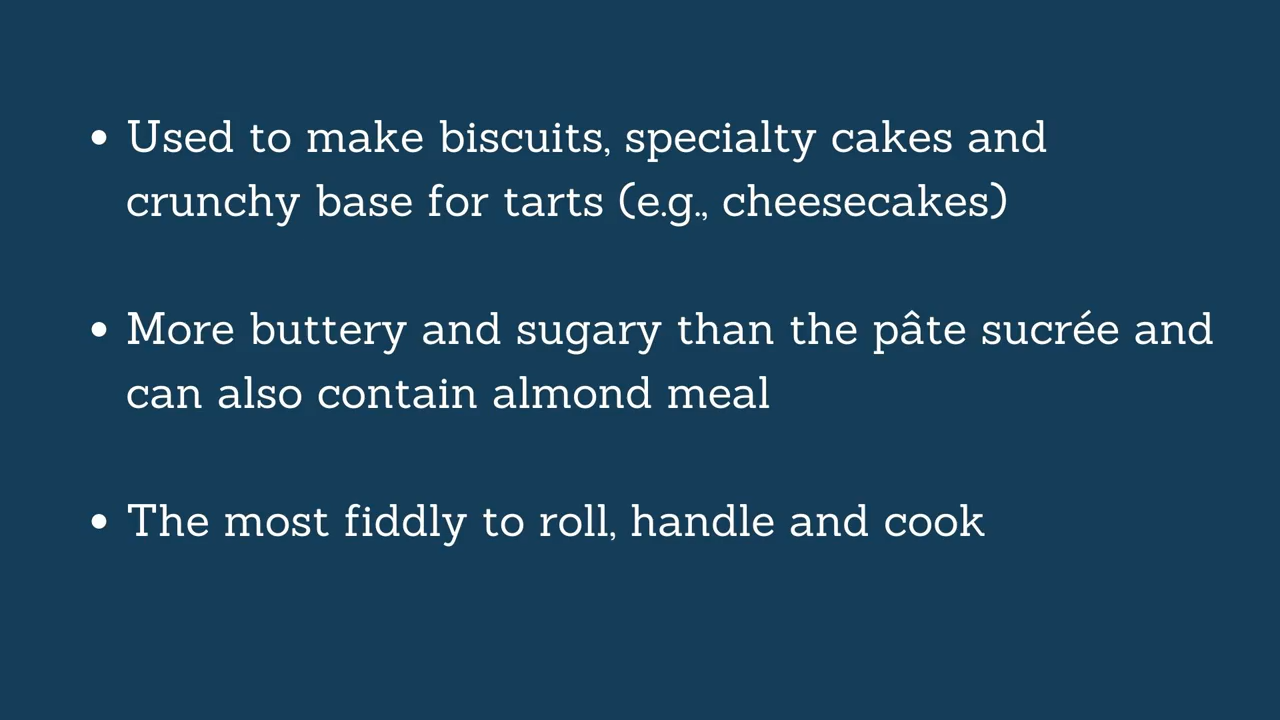 • Used to make biscuits, specialty cakes and
crunchy base for tarts (e.g., cheesecakes)
• More buttery and sugary than the pâte sucrée and
can also contain almond meal
• The most fiddly to roll, handle and cook